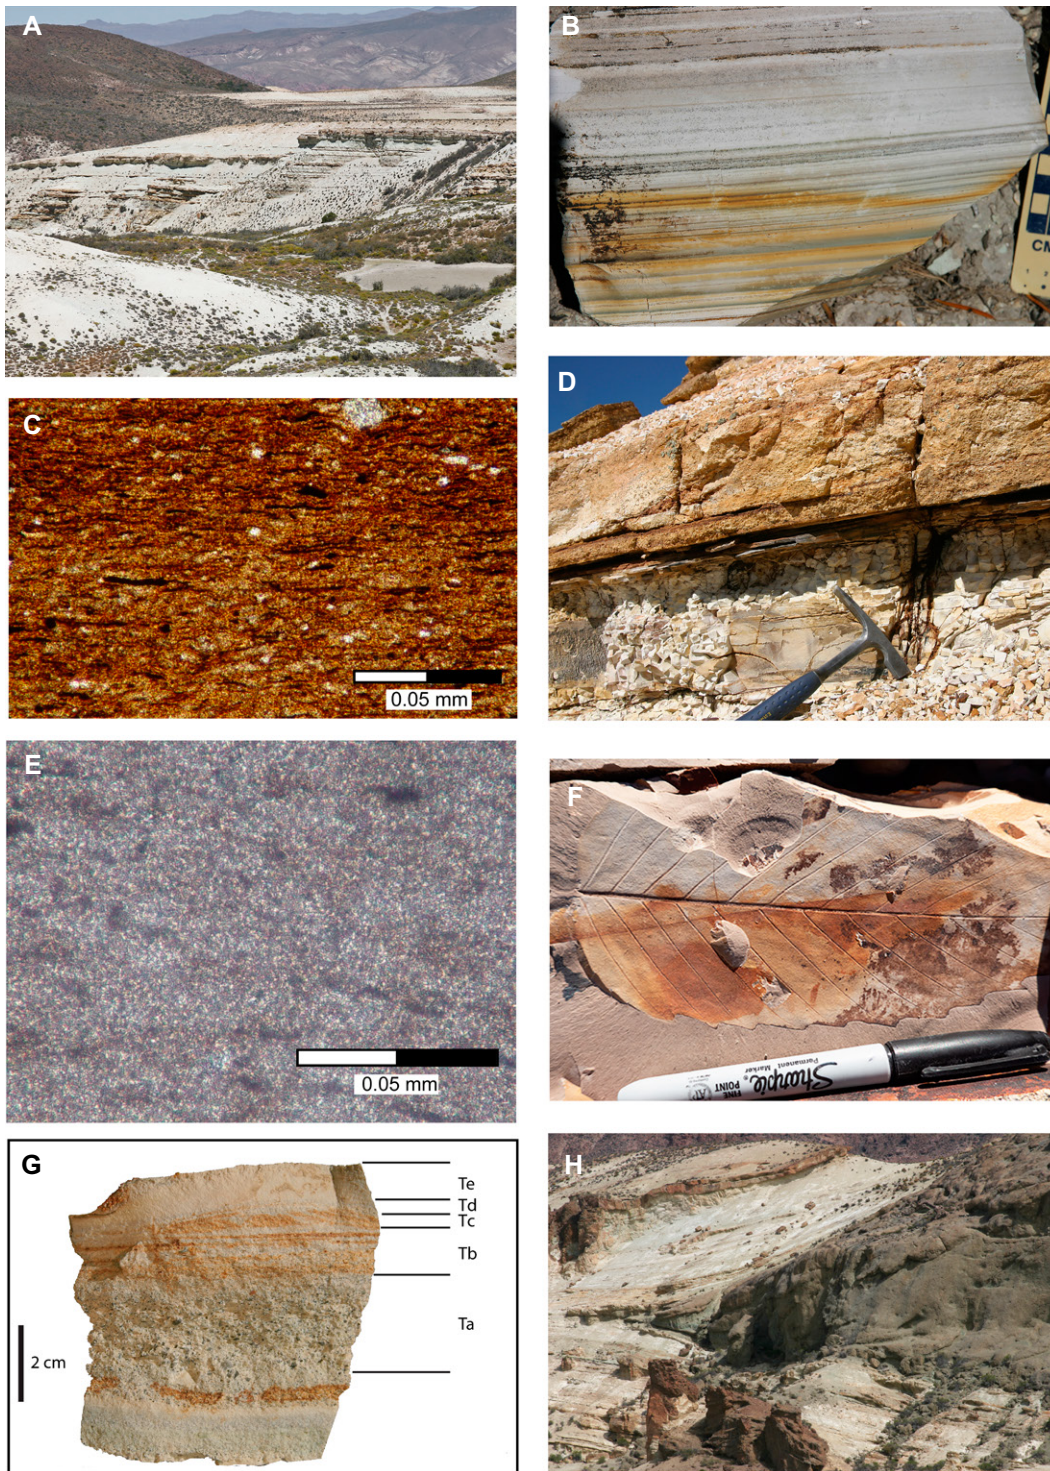 A
B
CM
C
0.05 mm
D
E
0.05 mm
F
Sharpie
FINE POINT
Permanent Marker
G
Te
Td
Tc
Tb
Ta
2 cm
H